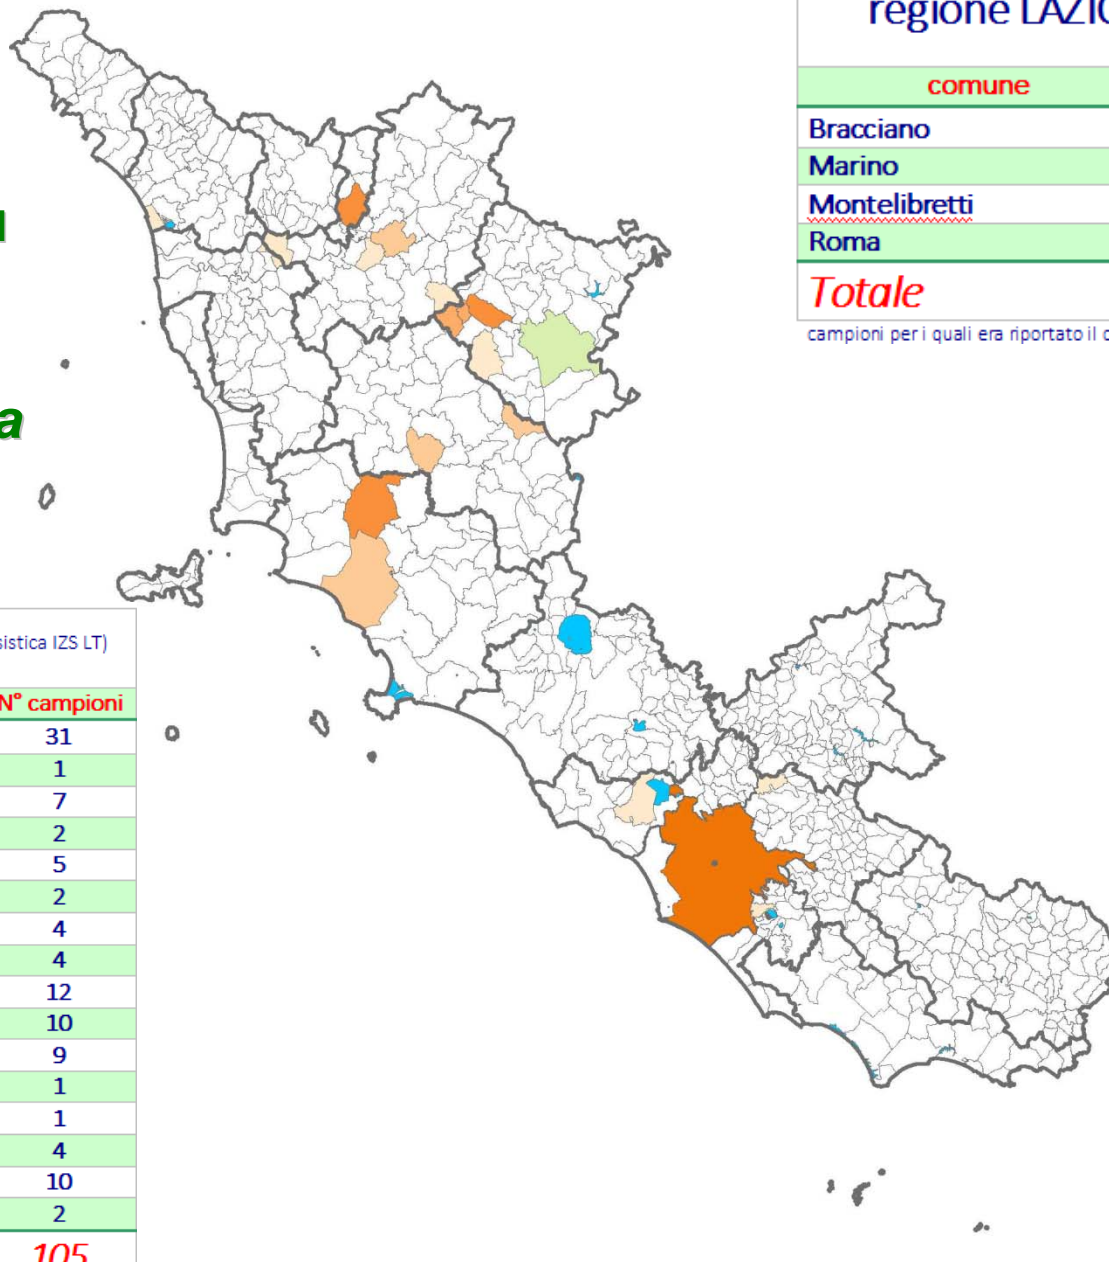 regione LAZIO
comune
Bracciano
Marino
Montelibretti
Roma
Totale
campioni per i quali era riportato il
a
sistica IZS LT)
N° campioni
31
1
7
2
5
2
4
4
12
10
9
1
1
4
10
2
105